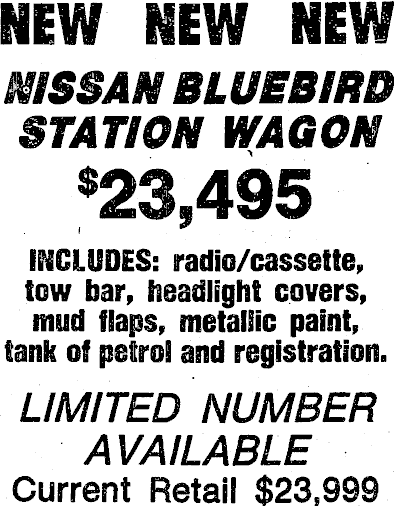 NEW NEW NEW
NISSAN BLUEBIRD
STATION WAGON
$23,495
INCLUDES: radio/cassette,
tow bar, headlight covers,
mud flaps, metallic paint,
tank of petrol and registration.
LIMITED NUMBER
AVAILABLE
Current Retail $23,999